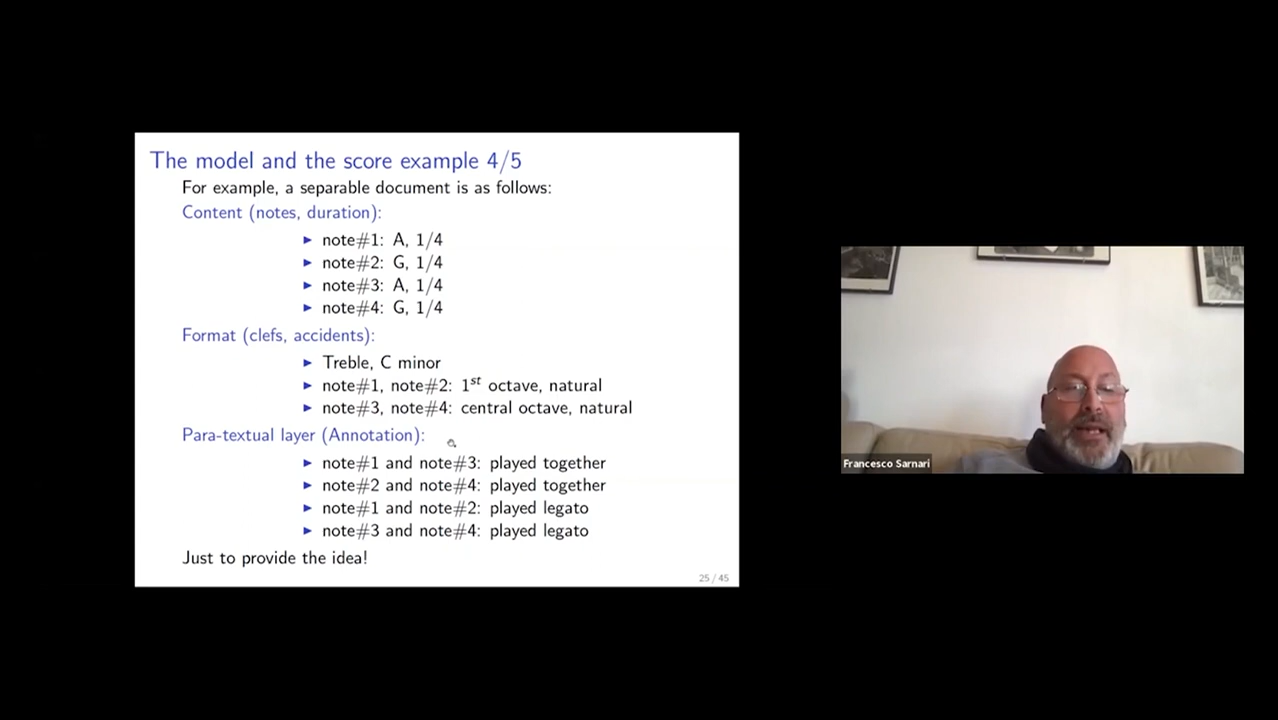 The model and the score example 4/5
For example, a separable document is as follows:
Content (notes, duration):
► note#1: A, 1/4
► note#2: G, 1/4
► note#3: A, 1/4
► note#4: G, 1/4
Format (clefs, accidents):
► Treble, C minor
► note#1, note#2: 1st octave, natural
► note#3, note#4: central octave, natural
Para-textual layer (Annotation):
► note#1 and note#3: played together
► note#2 and note#4: played together
► note#1 and note#2: played legato
► note#3 and note#4: played legato
Just to provide the idea!
25 / 45
Francesco Sarnari